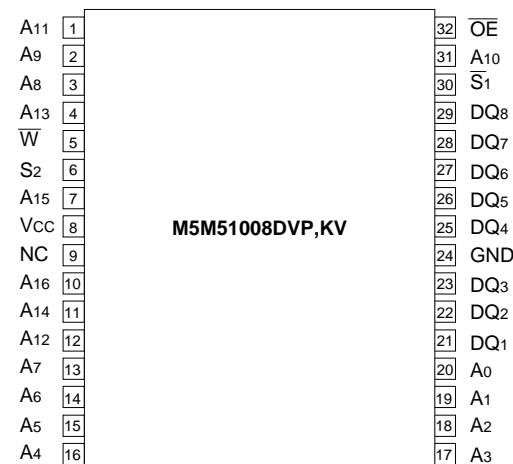 A11 1 32 O̅E̅
A9 2 31 A10
A8 3 30 S̅1
A13 4 29 DQ8
W̅ 5 28 DQ7
S2 6 27 DQ6
A15 7 26 DQ5
VCC 8 M5M51008DVP,KV 25 DQ4
NC 9 24 GND
A16 10 23 DQ3
A14 11 22 DQ2
A12 12 21 DQ1
A7 13 20 A0
A6 14 19 A1
A5 15 18 A2
A4 16 17 A3